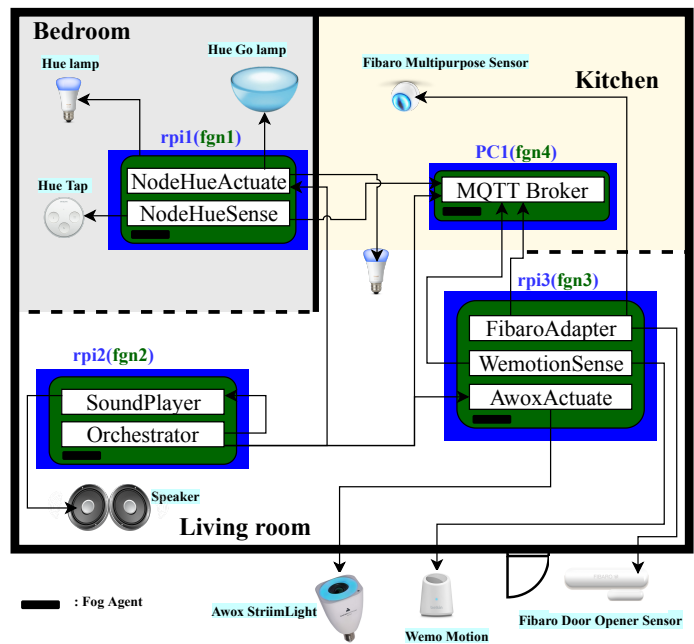 Bedroom
Hue Go lamp
Hue lamp
Fibaro Multipurpose Sensor
Kitchen
rpi1(fgn1)
PC1(fgn4)
NodeHueActuate
MQTT Broker
Hue Tap
NodeHueSense
rpi3(fgn3)
FibaroAdapter
rpi2(fgn2)
WemotionSense
SoundPlayer
AwoxActuate
Orchestrator
Speaker
Living room
: Fog Agent
Awox StriimLight
Wemo Motion
Fibaro Door Opener Sensor